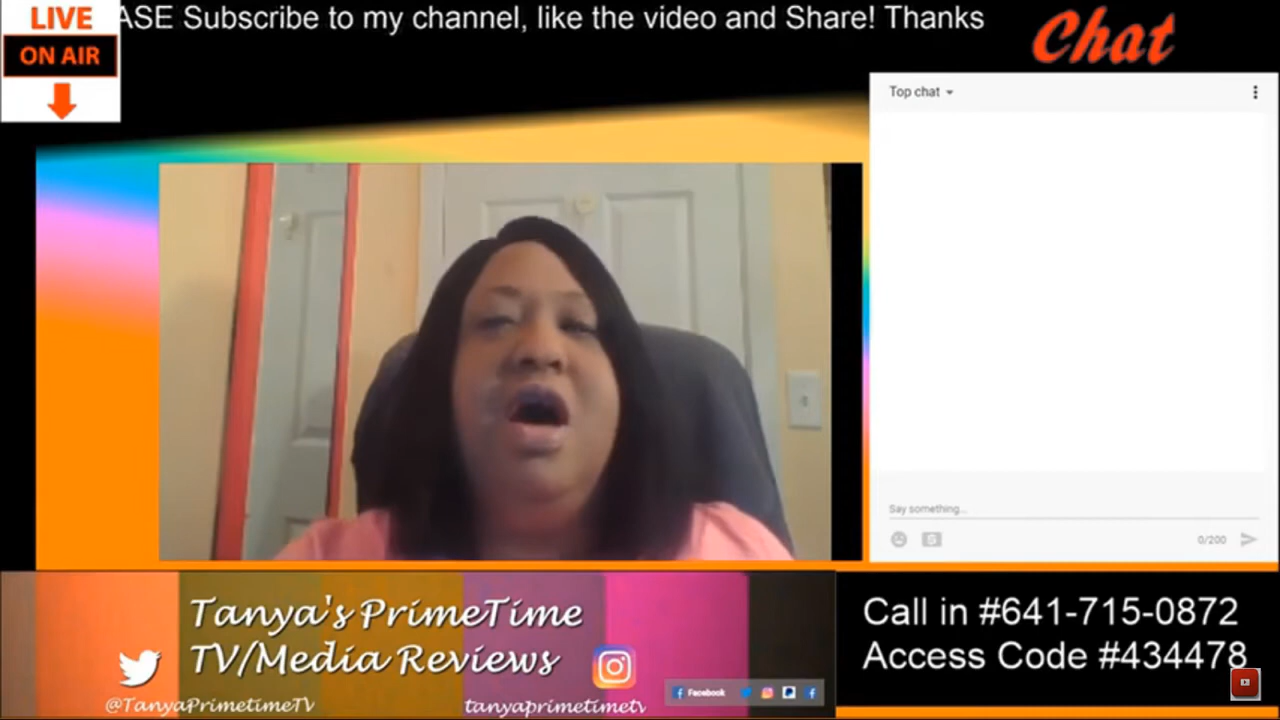 LIVE
ON AIR
ASE Subscribe to my channel, like the video and Share! Thanks
Chat
Top chat
Say something...
0/200
Tanya's PrimeTime
TV/Media Reviews
@TanyaPrimetimeTV
tanyaprimetimetv
Facebook
Call in #641-715-0872
Access Code #434478